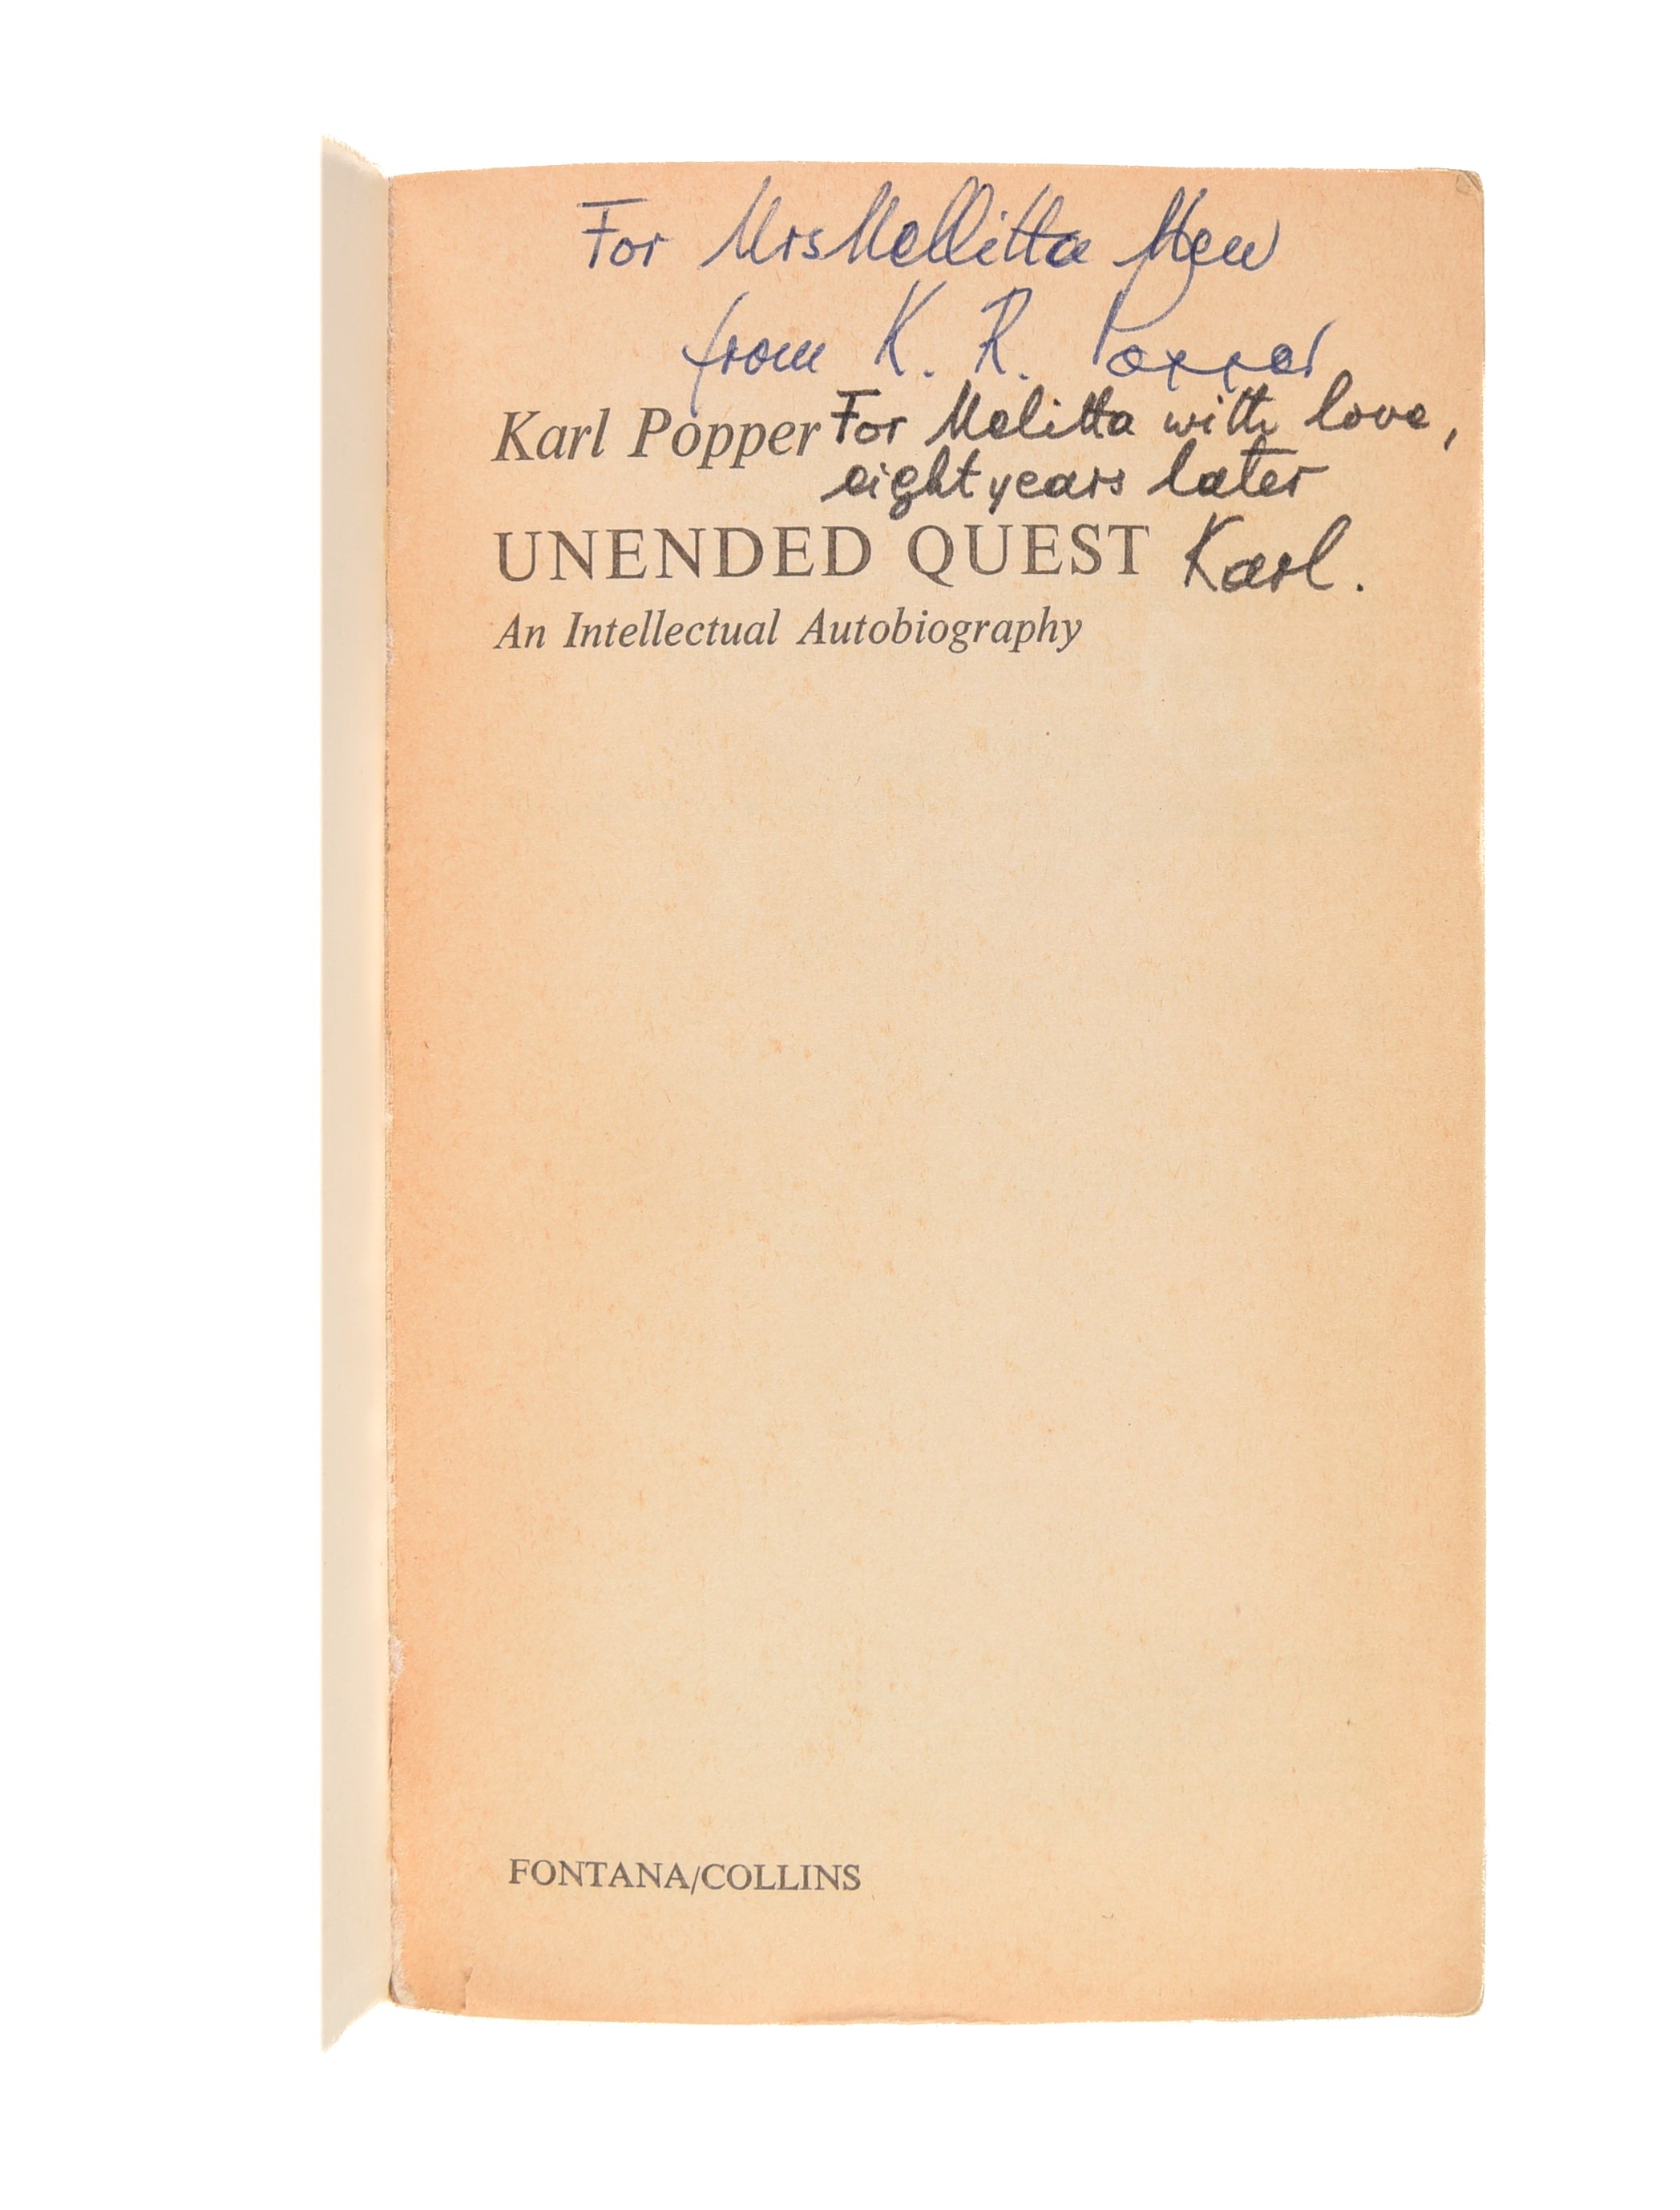 For Mrs Mellitta Mew
from K. R. Popper
Karl Popper For Melitta with love,
eight years later
UNENDED QUEST Karl.
An Intellectual Autobiography
FONTANA/COLLINS